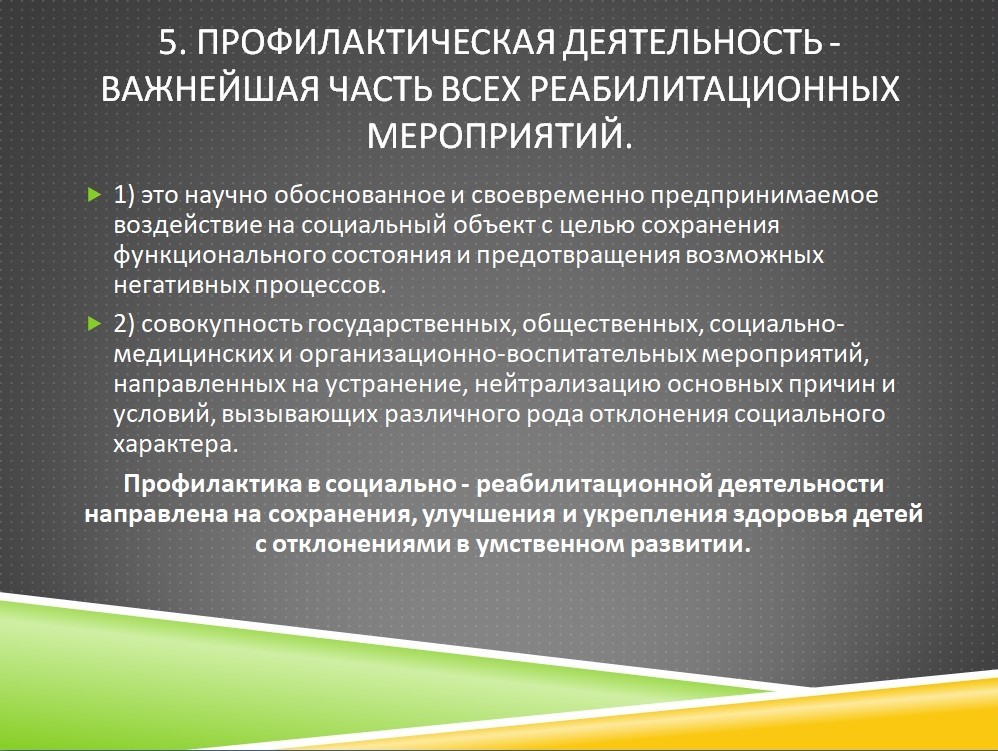 5. ПРОФИЛАКТИЧЕСКАЯ ДЕЯТЕЛЬНОСТЬ -
ВАЖНЕЙШАЯ ЧАСТЬ ВСЕХ РЕАБИЛИТАЦИОННЫХ
МЕРОПРИЯТИЙ.
1) это научно обоснованное и своевременно предпринимаемое
воздействие на социальный объект с целью сохранения
функционального состояния и предотвращения возможных
негативных процессов.
2) совокупность государственных, общественных, социально-
медицинских и организационно-воспитательных мероприятий,
направленных на устранение, нейтрализацию основных причин и
условий, вызывающих различного рода отклонения социального
характера.
Профилактика в социально - реабилитационной деятельности
направлена на сохранения, улучшения и укрепления здоровья детей
с отклонениями в умственном развитии.